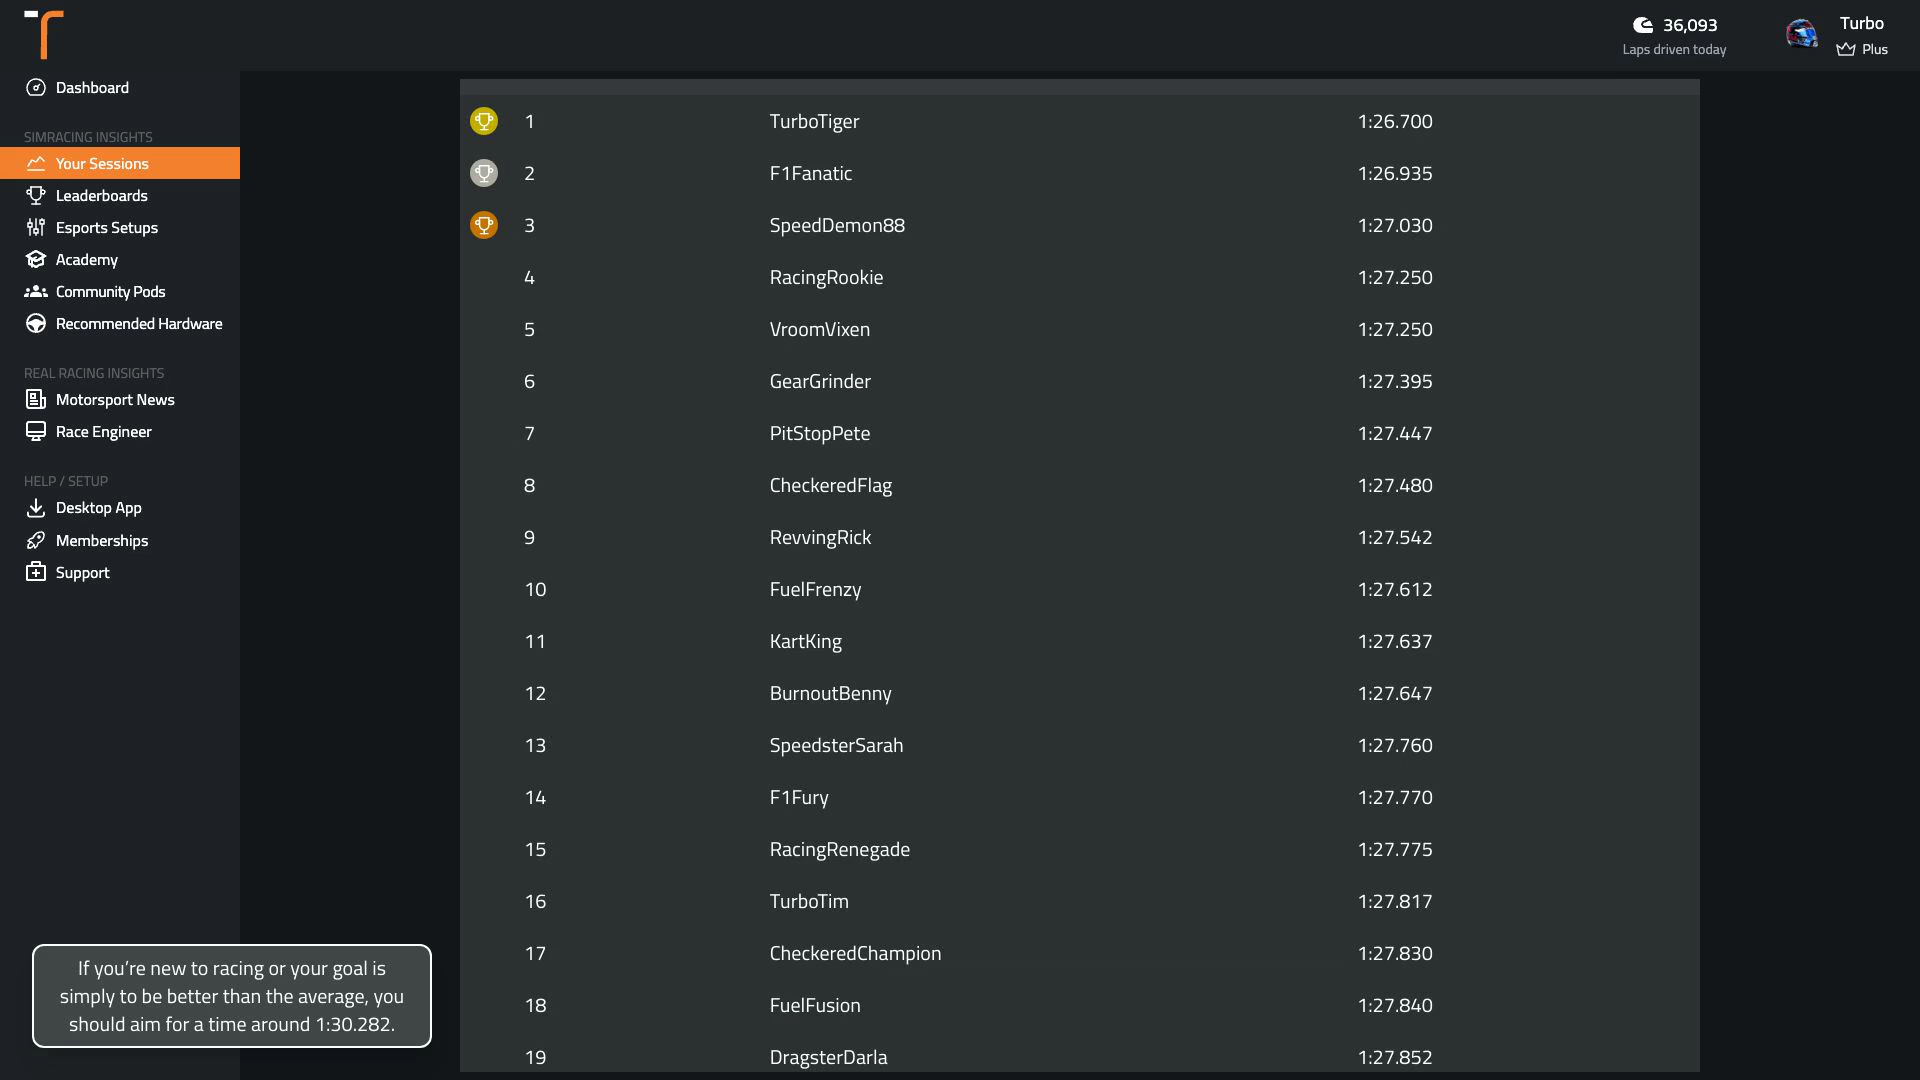 36,093
Laps driven today
Turbo
Plus
Dashboard
SIMRACING INSIGHTS
Your Sessions
Leaderboards
Esports Setups
Academy
Community Pods
Recommended Hardware
REAL RACING INSIGHTS
Motorsport News
Race Engineer
HELP / SETUP
Desktop App
Memberships
Support
1 TurboTiger 1:26.700
2 F1Fanatic 1:26.935
3 SpeedDemon88 1:27.030
4 RacingRookie 1:27.250
5 VroomVixen 1:27.250
6 GearGrinder 1:27.395
7 PitStopPete 1:27.447
8 CheckeredFlag 1:27.480
9 RevvingRick 1:27.542
10 FuelFrenzy 1:27.612
11 KartKing 1:27.637
12 BurnoutBenny 1:27.647
13 SpeedsterSarah 1:27.760
14 F1Fury 1:27.770
15 RacingRenegade 1:27.775
16 TurboTim 1:27.817
17 CheckeredChampion 1:27.830
18 FuelFusion 1:27.840
19 DragsterDarla 1:27.852
If you’re new to racing or your goal is
simply to be better than the average, you
should aim for a time around 1:30.282.